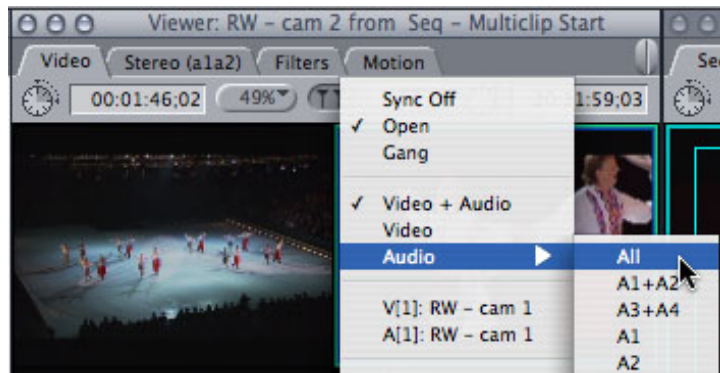 Viewer: RW – cam 2 from Seq – Multiclip Start
Video
Stereo (a1a2)
Filters
Motion
00:01:46;02
49%
1:59;03
Sync Off
✓ Open
Gang
✓ Video + Audio
Video
Audio
V[1]: RW – cam 1
A[1]: RW – cam 1
All
A1+A2
A3+A4
A1
A2